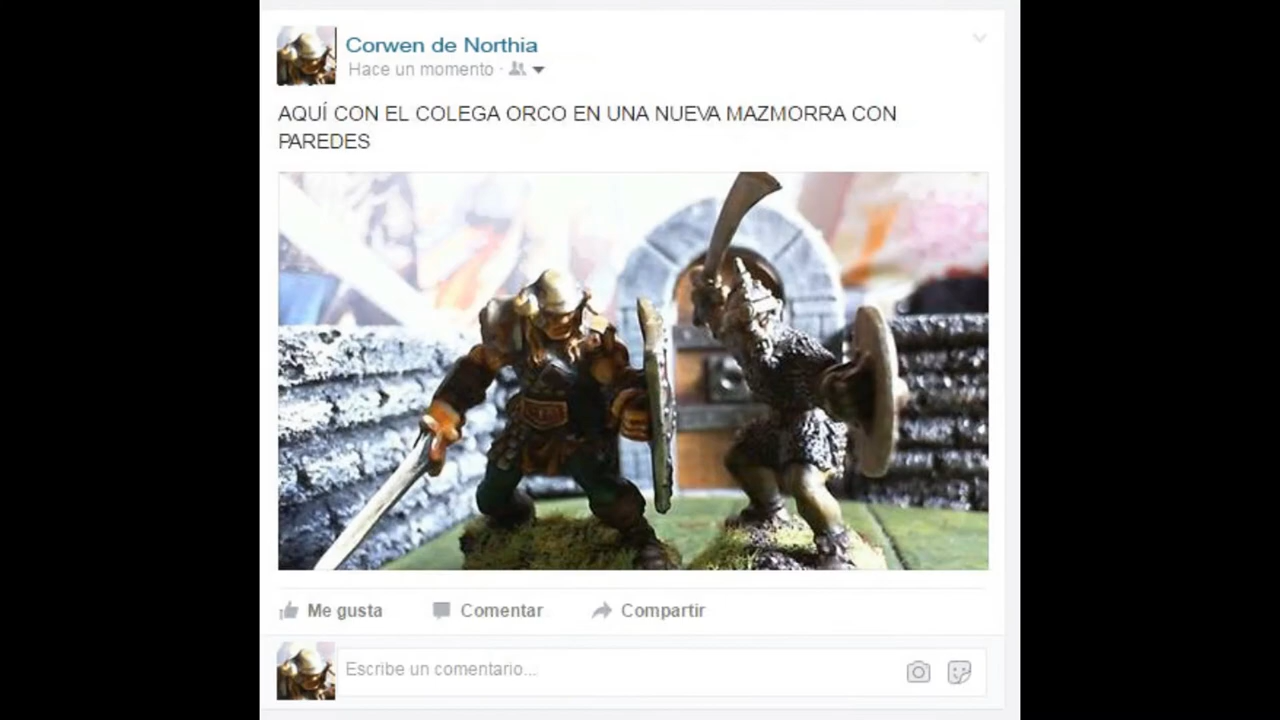 Corwen de Northia
Hace un momento ·
AQUÍ CON EL COLEGA ORCO EN UNA NUEVA MAZMORRA CON
PAREDES
Me gusta Comentar Compartir
Escribe un comentario...